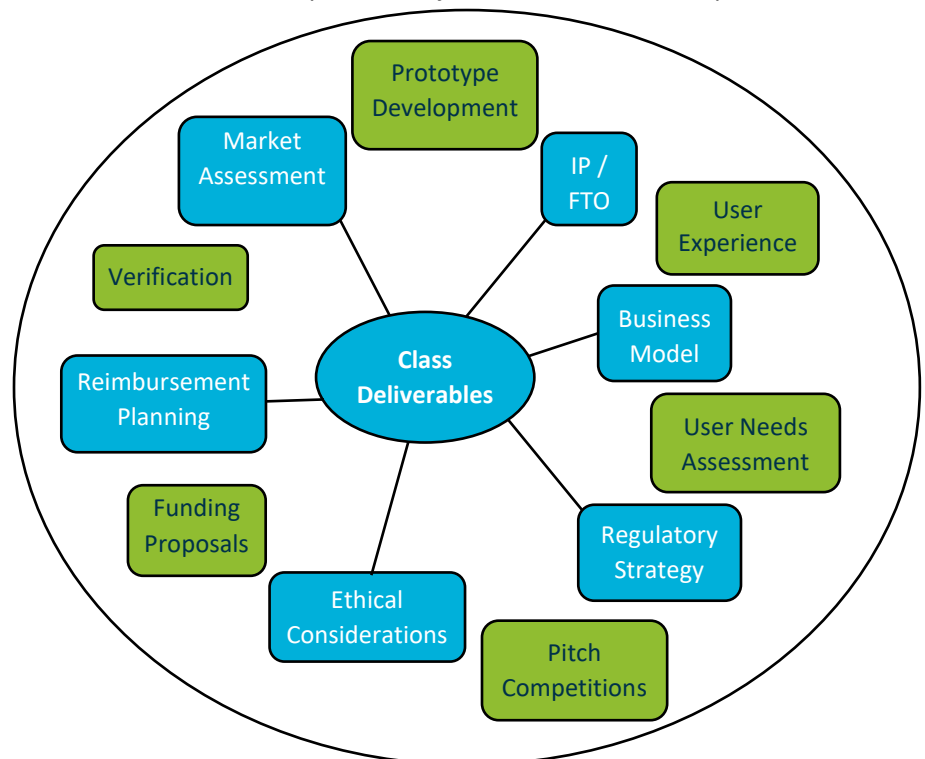 Prototype
Development
Market
Assessment
IP /
FTO
User
Experience
Verification
Business
Model
Class
Deliverables
Reimbursement
Planning
User Needs
Assessment
Funding
Proposals
Regulatory
Strategy
Ethical
Considerations
Pitch
Competitions